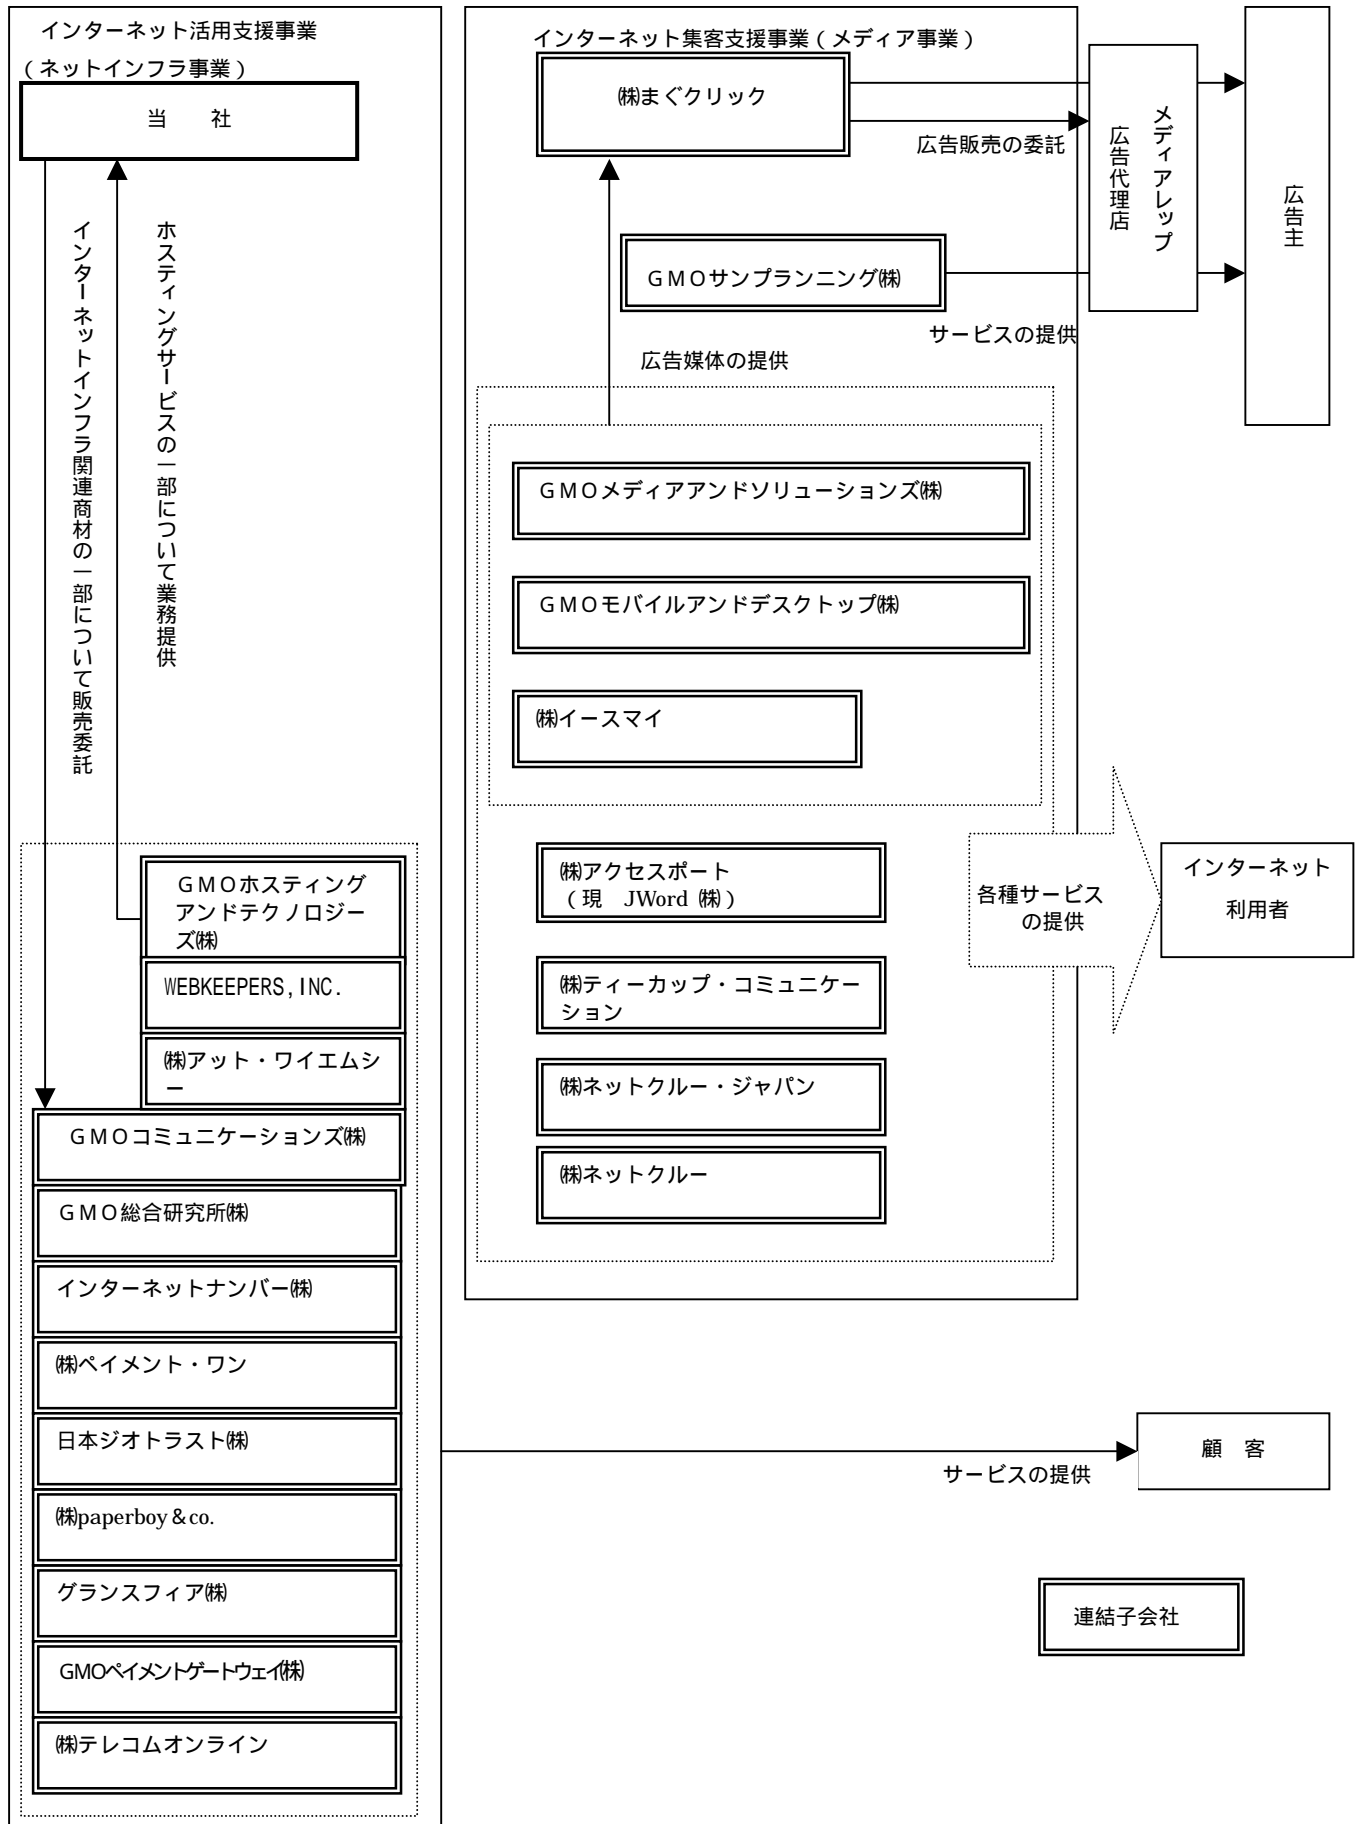 インターネット活用支援事業
(ネットインフラ事業)
当　社
インターネットインフラ関連商材の一部について販売委託
ホスティングサービスの一部について業務提供
GMOホスティング
アンドテクノロジー
ズ㈱
WEBKEEPERS,INC.
㈱アット・ワイエムシ
ー
GMOコミュニケーションズ㈱
GMO総合研究所㈱
インターネットナンバー㈱
㈱ペイメント・ワン
日本ジオトラスト㈱
㈱paperboy＆co.
グランスフィア㈱
GMOペイメントゲートウェイ㈱
㈱テレコムオンライン
インターネット集客支援事業(メディア事業)
㈱まぐクリック
広告販売の委託
GMOサンプランニング㈱
サービスの提供
広告媒体の提供
GMOメディアアンドソリューションズ㈱
GMOモバイルアンドデスクトップ㈱
㈱イースマイ
㈱アクセスポート
(現　JWord ㈱)
㈱ティーカップ・コミュニケー
ション
㈱ネットクルー・ジャパン
㈱ネットクルー
メディアレップ
広告代理店
広告主
各種サービス
の提供
インターネット
利用者
サービスの提供
顧　客
連結子会社